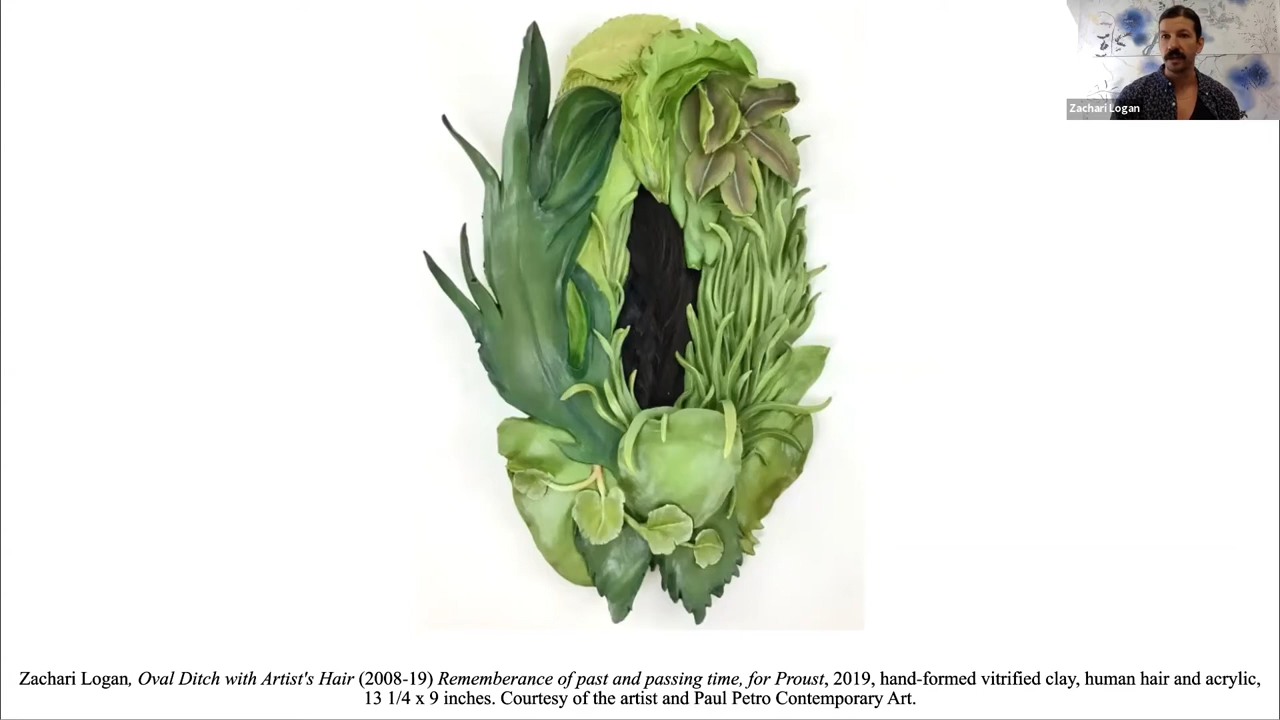 Zachari Logan
Zachari Logan, Oval Ditch with Artist's Hair (2008-19) Rememberance of past and passing time, for Proust, 2019, hand-formed vitrified clay, human hair and acrylic,
13 1/4 x 9 inches. Courtesy of the artist and Paul Petro Contemporary Art.